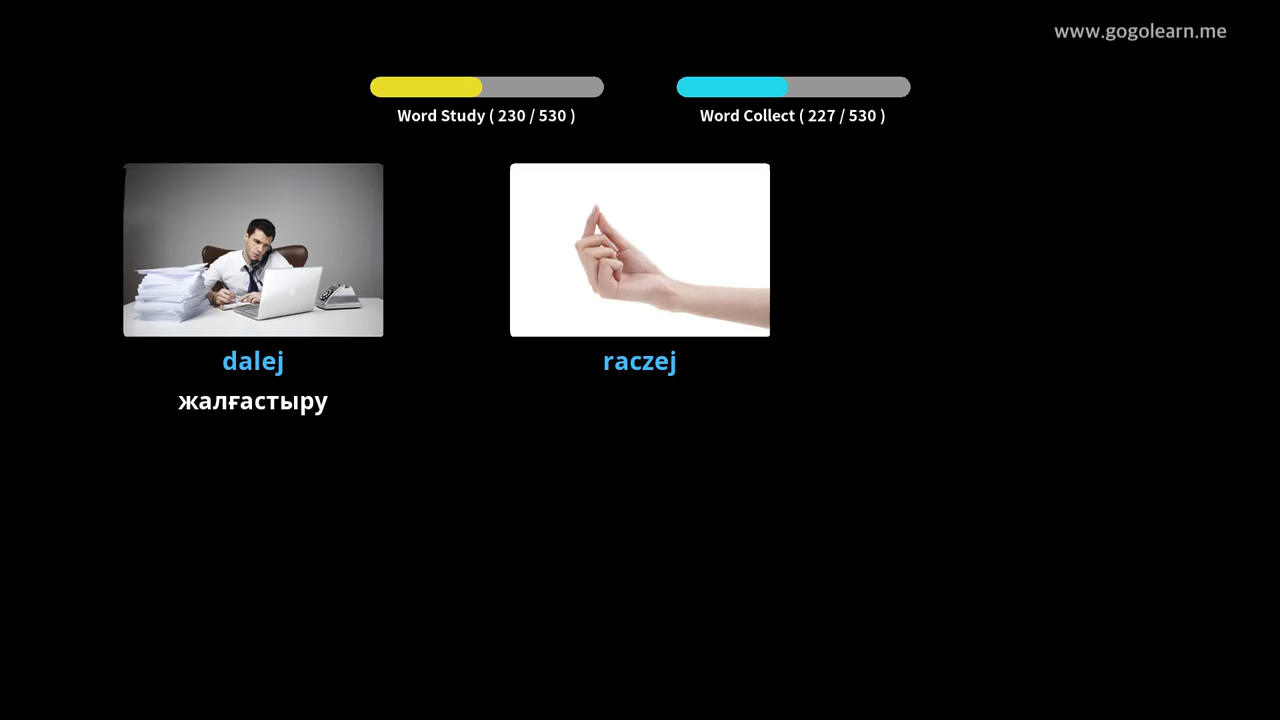 www.gogolearn.me
Word Study ( 230 / 530 )
Word Collect ( 227 / 530 )
dalej
raczej
жалғастыру